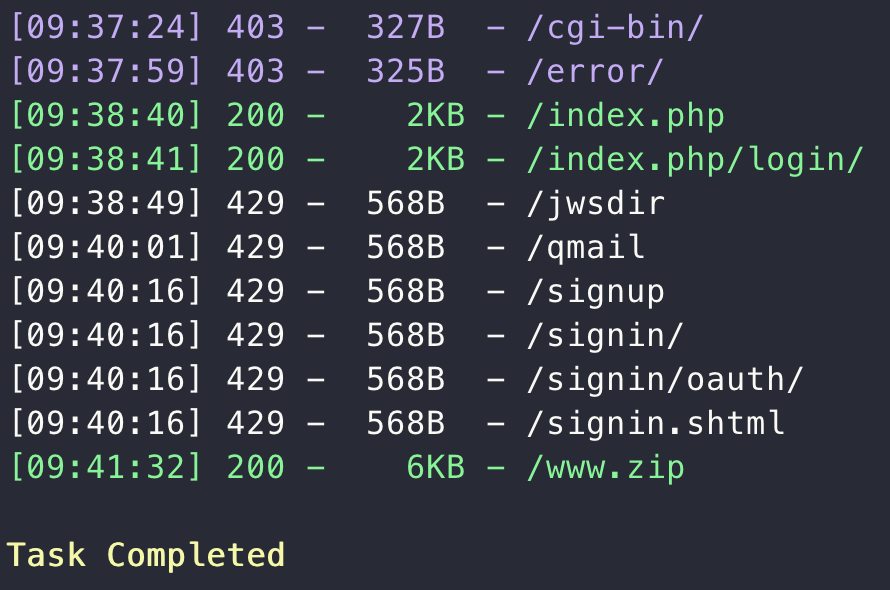 [09:37:24] 403 -  327B  - /cgi-bin/
[09:37:59] 403 -  325B  - /error/
[09:38:40] 200 -    2KB - /index.php
[09:38:41] 200 -    2KB - /index.php/login/
[09:38:49] 429 -  568B  - /jwsdir
[09:40:01] 429 -  568B  - /qmail
[09:40:16] 429 -  568B  - /signup
[09:40:16] 429 -  568B  - /signin/
[09:40:16] 429 -  568B  - /signin/oauth/
[09:40:16] 429 -  568B  - /signin.shtml
[09:41:32] 200 -    6KB - /www.zip
Task Completed